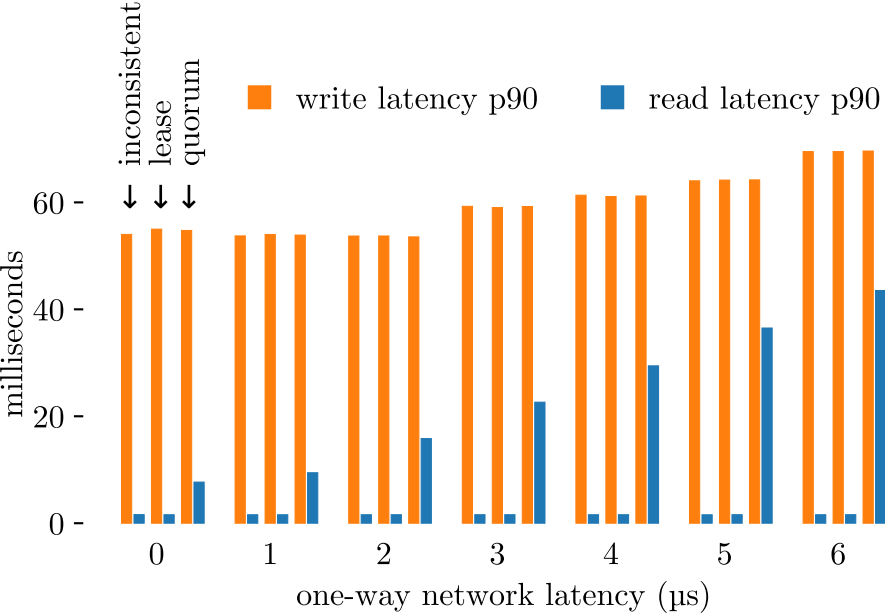 inconsistent
lease
quorum
write latency p90
read latency p90
milliseconds
60
40
20
0
0 1 2 3 4 5 6
one-way network latency (µs)